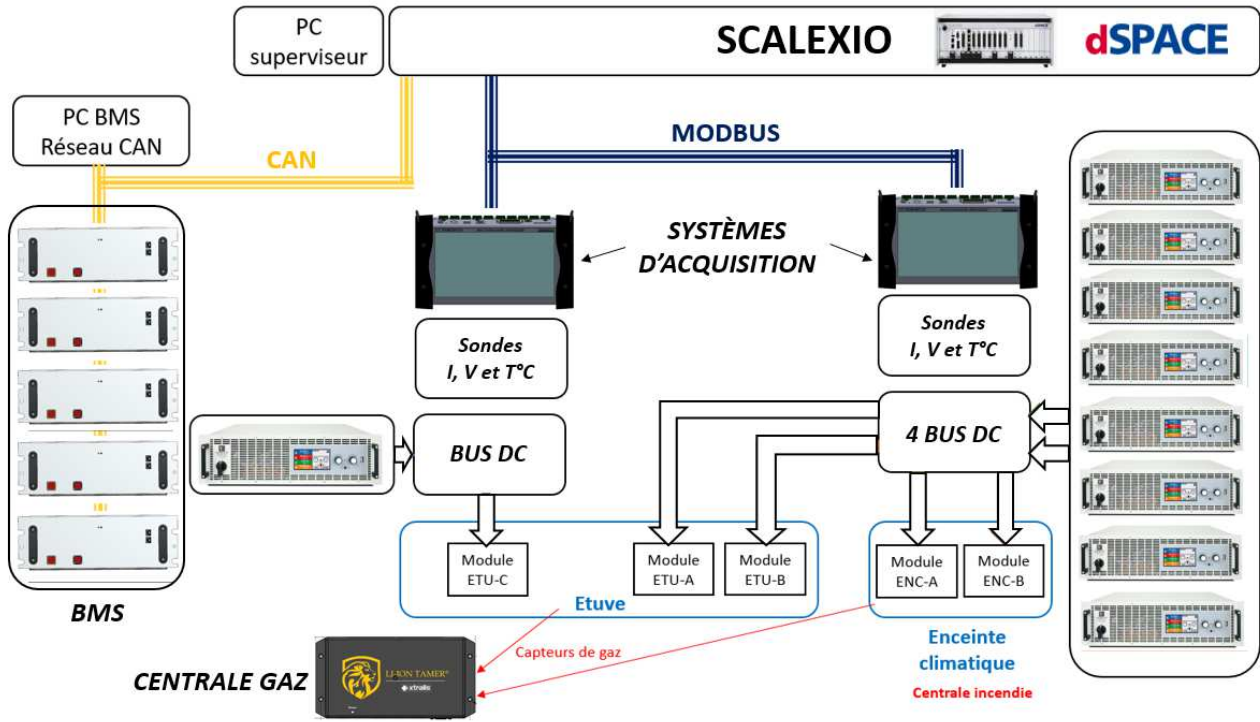 PC
superviseur
SCALEXIO
dSPACE
PC BMS
Réseau CAN
CAN
MODBUS
SYSTÈMES
D'ACQUISITION
Sondes
I, V et T°C
Sondes
I, V et T°C
BUS DC
4 BUS DC
Module
ETU-C
Module
ETU-A
Module
ETU-B
Module
ENC-A
Module
ENC-B
Etuve
BMS
Enceinte
climatique
Centrale incendie
Capteurs de gaz
CENTRALE GAZ
LI-ION TAMER®
xtralis